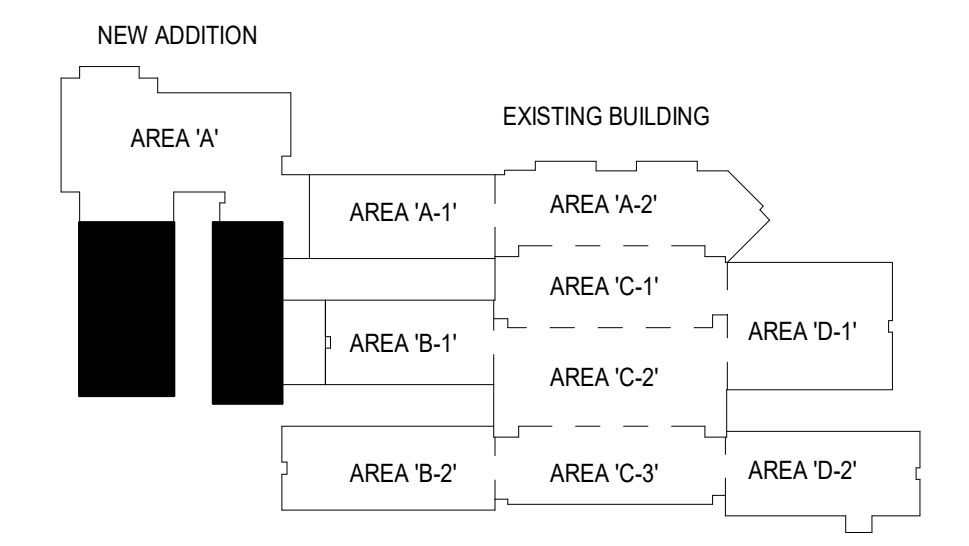 NEW ADDITION
AREA 'A'
EXISTING BUILDING
AREA 'A-1'
AREA 'A-2'
AREA 'C-1'
AREA 'B-1'
AREA 'D-1'
AREA 'C-2'
AREA 'B-2'
AREA 'C-3'
AREA 'D-2'